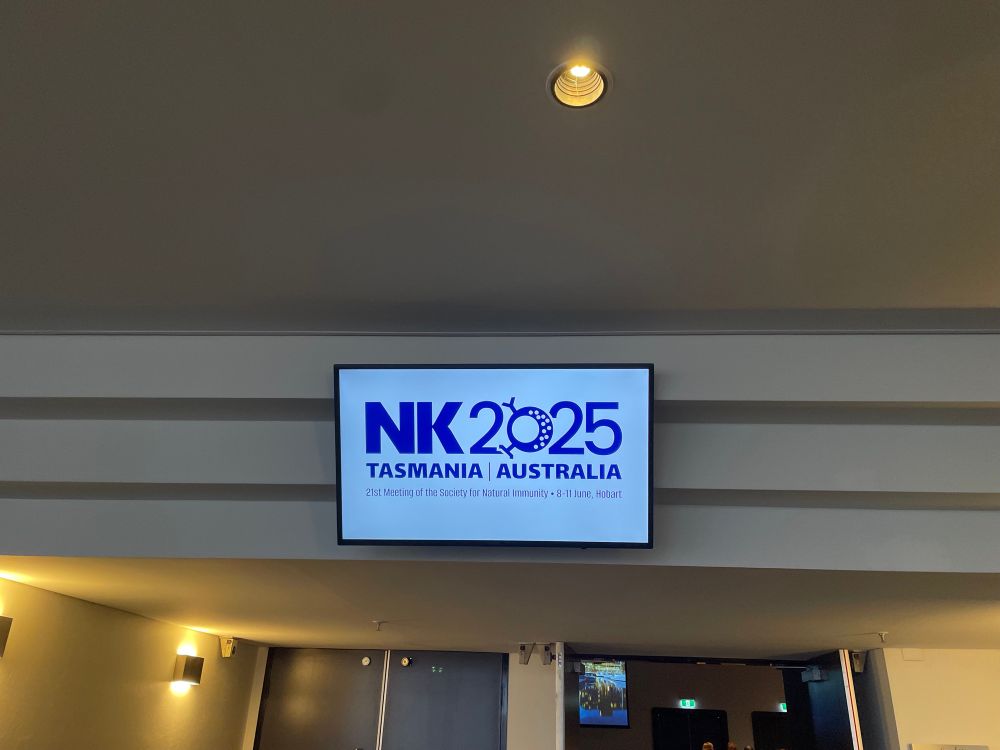 NK2025
TASMANIA | AUSTRALIA
21st Meeting of the Society for Natural Immunity • 8-11 June, Hobart